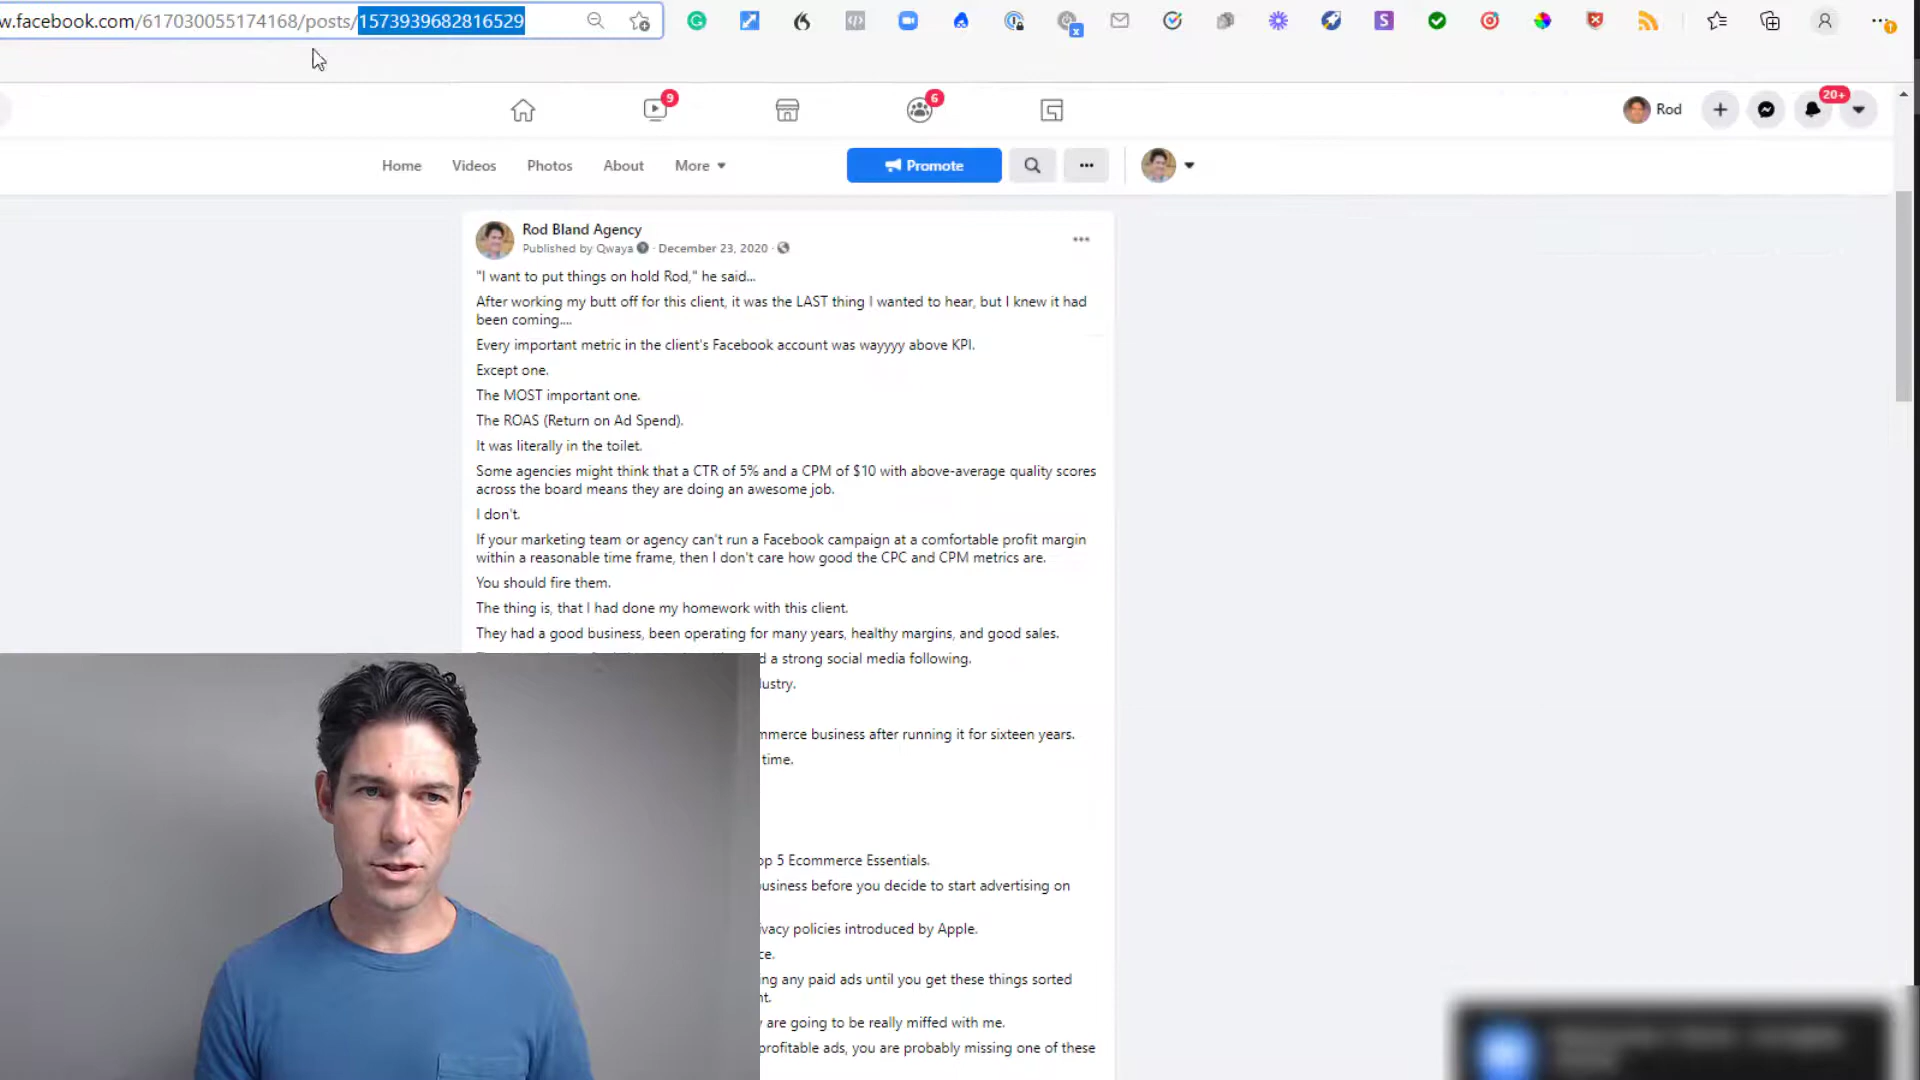 w.facebook.com/617030055174168/posts/1573939682816529
9
6
Rod
20+
Home
Videos
Photos
About
More
Promote
Rod Bland Agency
Published by Qwaya · December 23, 2020 ·
"I want to put things on hold Rod," he said...
After working my butt off for this client, it was the LAST thing I wanted to hear, but I knew it had
been coming....
Every important metric in the client's Facebook account was wayyyy above KPI.
Except one.
The MOST important one.
The ROAS (Return on Ad Spend).
It was literally in the toilet.
Some agencies might think that a CTR of 5% and a CPM of $10 with above-average quality scores
across the board means they are doing an awesome job.
I don't.
If your marketing team or agency can't run a Facebook campaign at a comfortable profit margin
within a reasonable time frame, then I don't care how good the CPC and CPM metrics are.
You should fire them.
The thing is, that I had done my homework with this client.
They had a good business, been operating for many years, healthy margins, and good sales.
d a strong social media following.
dustry.
mmerce business after running it for sixteen years.
time.
op 5 Ecommerce Essentials.
business before you decide to start advertising on
ivacy policies introduced by Apple.
ce.
ing any paid ads until you get these things sorted
nt.
y are going to be really miffed with me.
profitable ads, you are probably missing one of these